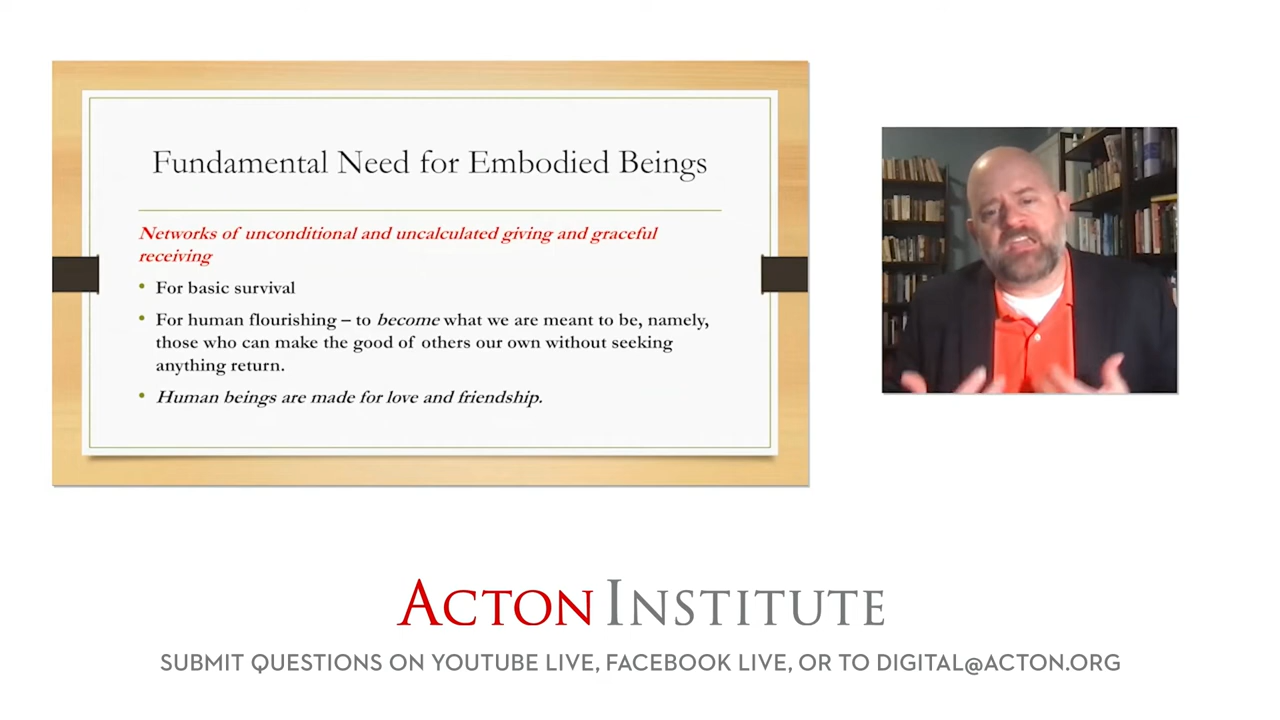 Fundamental Need for Embodied Beings
Networks of unconditional and uncalculated giving and graceful
receiving
• For basic survival
• For human flourishing – to become what we are meant to be, namely,
those who can make the good of others our own without seeking
anything return.
• Human beings are made for love and friendship.
ACTON INSTITUTE
SUBMIT QUESTIONS ON YOUTUBE LIVE, FACEBOOK LIVE, OR TO DIGITAL@ACTON.ORG